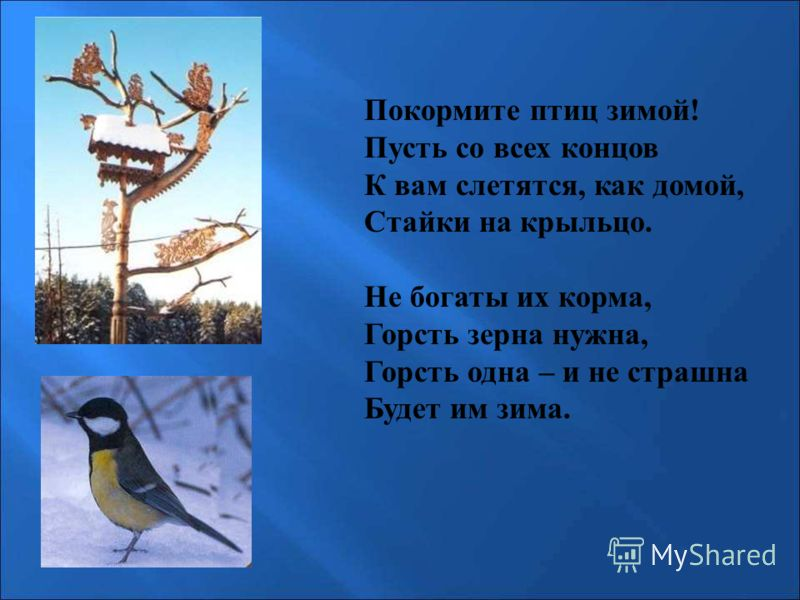 Покормите птиц зимой!
Пусть со всех концов
К вам слетятся, как домой,
Стайки на крыльцо.
Не богаты их корма,
Горсть зерна нужна,
Горсть одна – и не страшна
Будет им зима.
MyShared